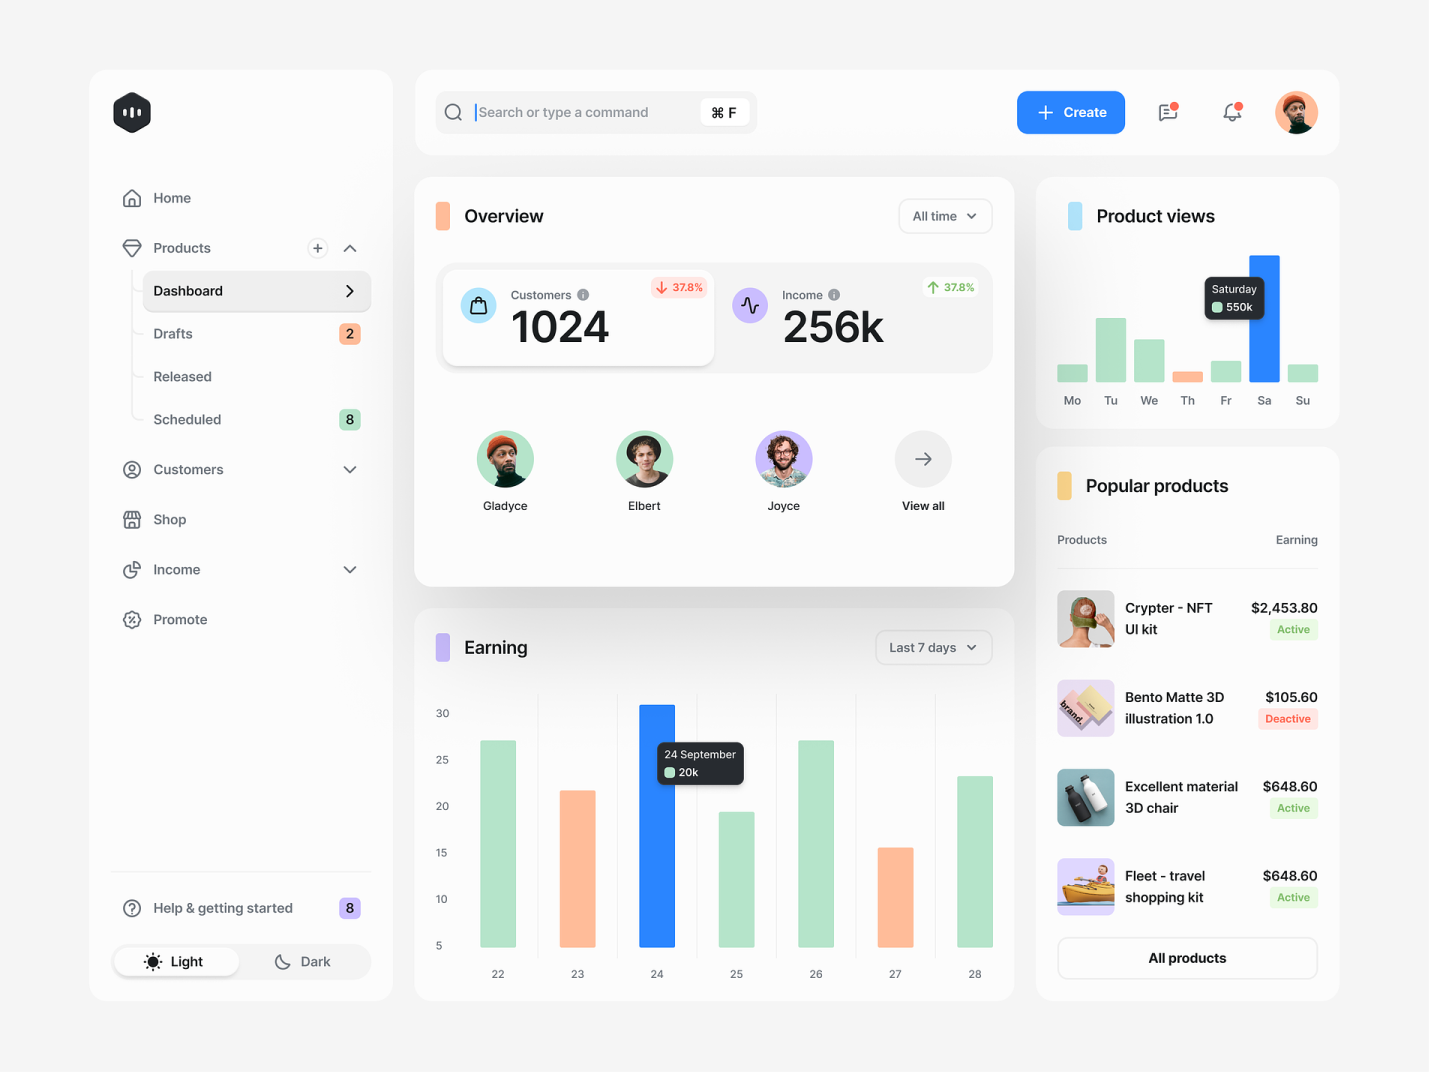 Search or type a command
⌘ F
Create
Home
Products
Dashboard
Drafts
2
Released
Scheduled
8
Customers
Shop
Income
Promote
Help & getting started
8
Light
Dark
Overview
All time
Customers
37.8%
1024
Income
37.8%
256k
Gladyce
Elbert
Joyce
View all
Earning
Last 7 days
30
25
20
15
10
5
24 September
20k
22
23
24
25
26
27
28
Product views
Saturday
550k
Mo
Tu
We
Th
Fr
Sa
Su
Popular products
Products
Earning
Crypter - NFT
UI kit
$2,453.80
Active
brand.
Bento Matte 3D
illustration 1.0
$105.60
Deactive
Excellent material
3D chair
$648.60
Active
Fleet - travel
shopping kit
$648.60
Active
All products